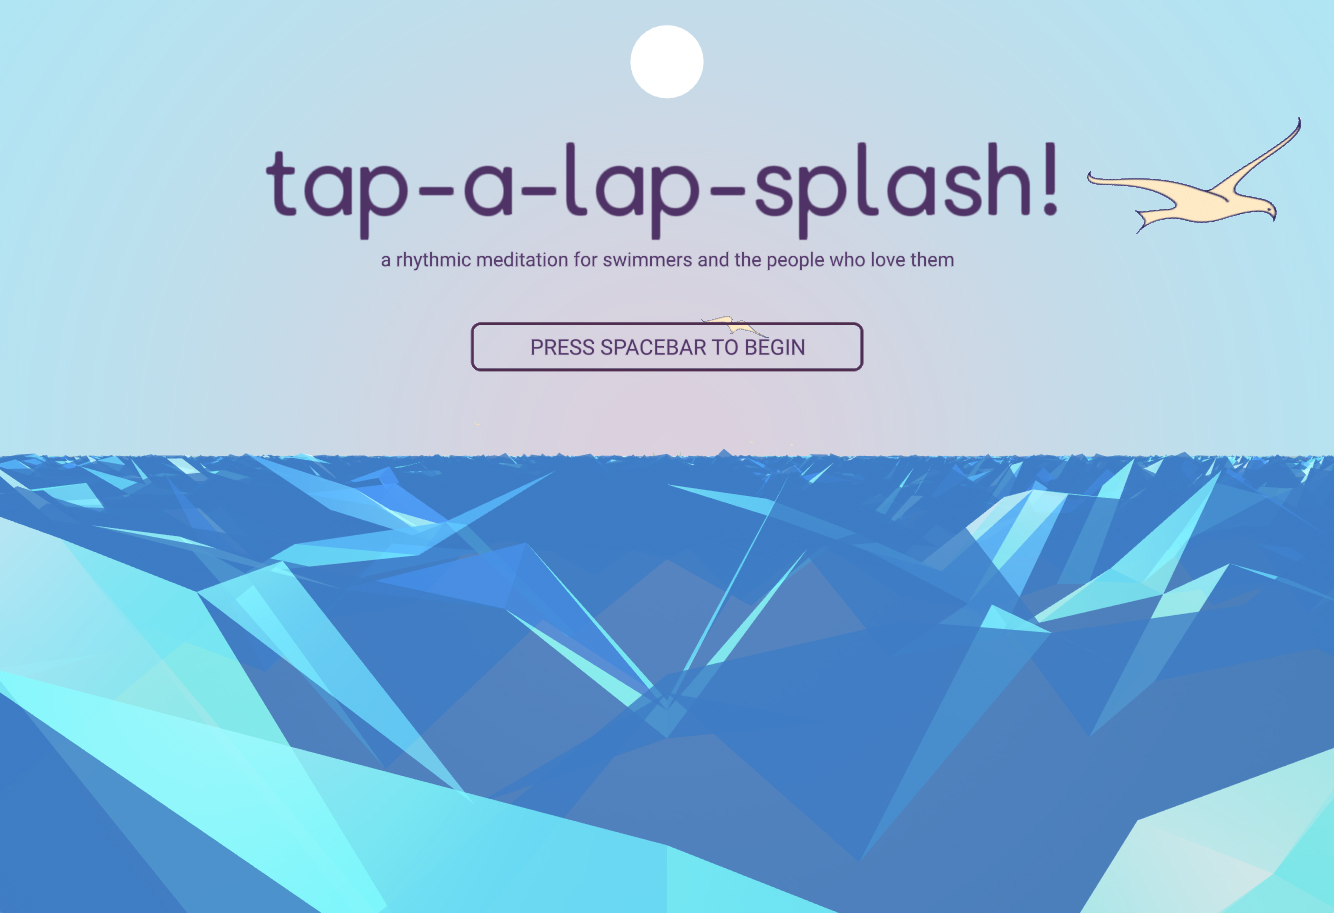 tap-a-lap-splash!
a rhythmic meditation for swimmers and the people who love them
PRESS SPACEBAR TO BEGIN